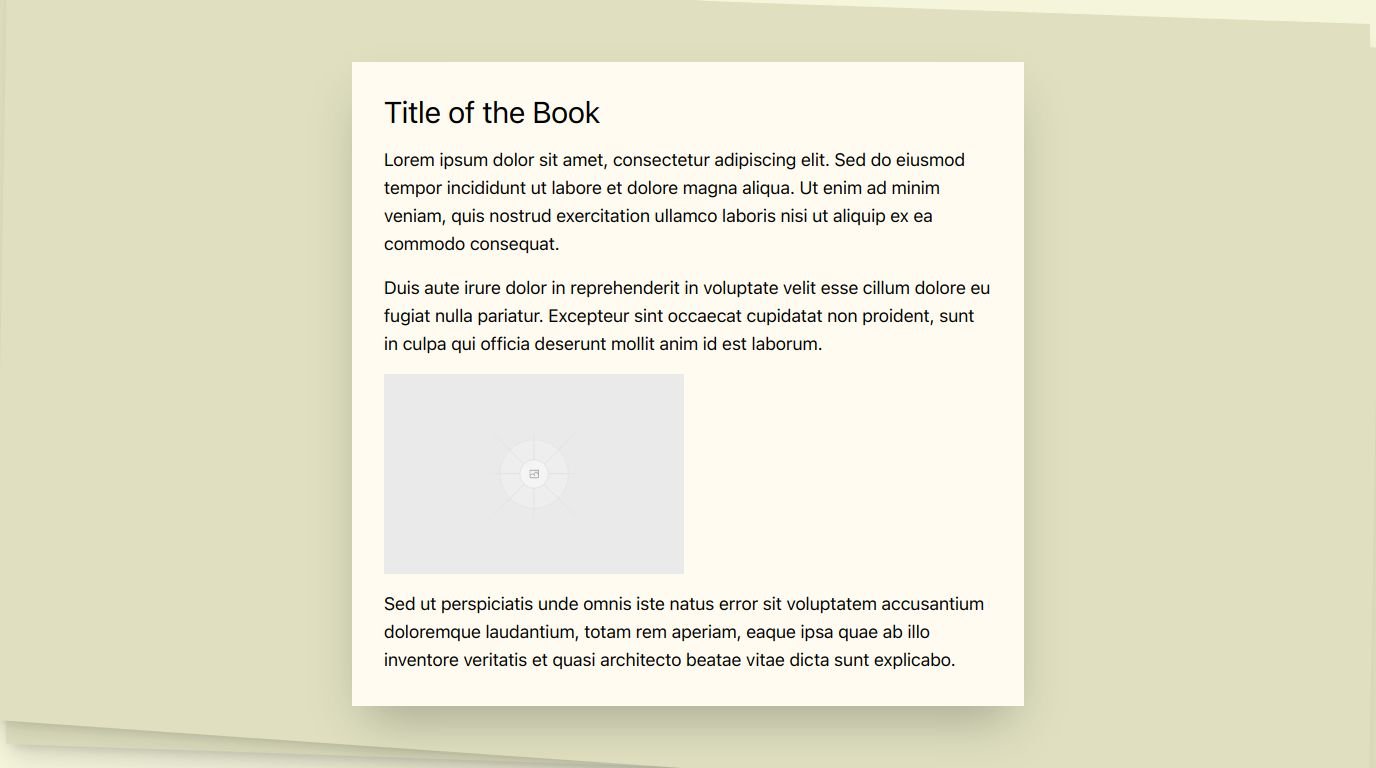 Title of the Book
Lorem ipsum dolor sit amet, consectetur adipiscing elit. Sed do eiusmod
tempor incididunt ut labore et dolore magna aliqua. Ut enim ad minim
veniam, quis nostrud exercitation ullamco laboris nisi ut aliquip ex ea
commodo consequat.
Duis aute irure dolor in reprehenderit in voluptate velit esse cillum dolore eu
fugiat nulla pariatur. Excepteur sint occaecat cupidatat non proident, sunt
in culpa qui officia deserunt mollit anim id est laborum.
Sed ut perspiciatis unde omnis iste natus error sit voluptatem accusantium
doloremque laudantium, totam rem aperiam, eaque ipsa quae ab illo
inventore veritatis et quasi architecto beatae vitae dicta sunt explicabo.